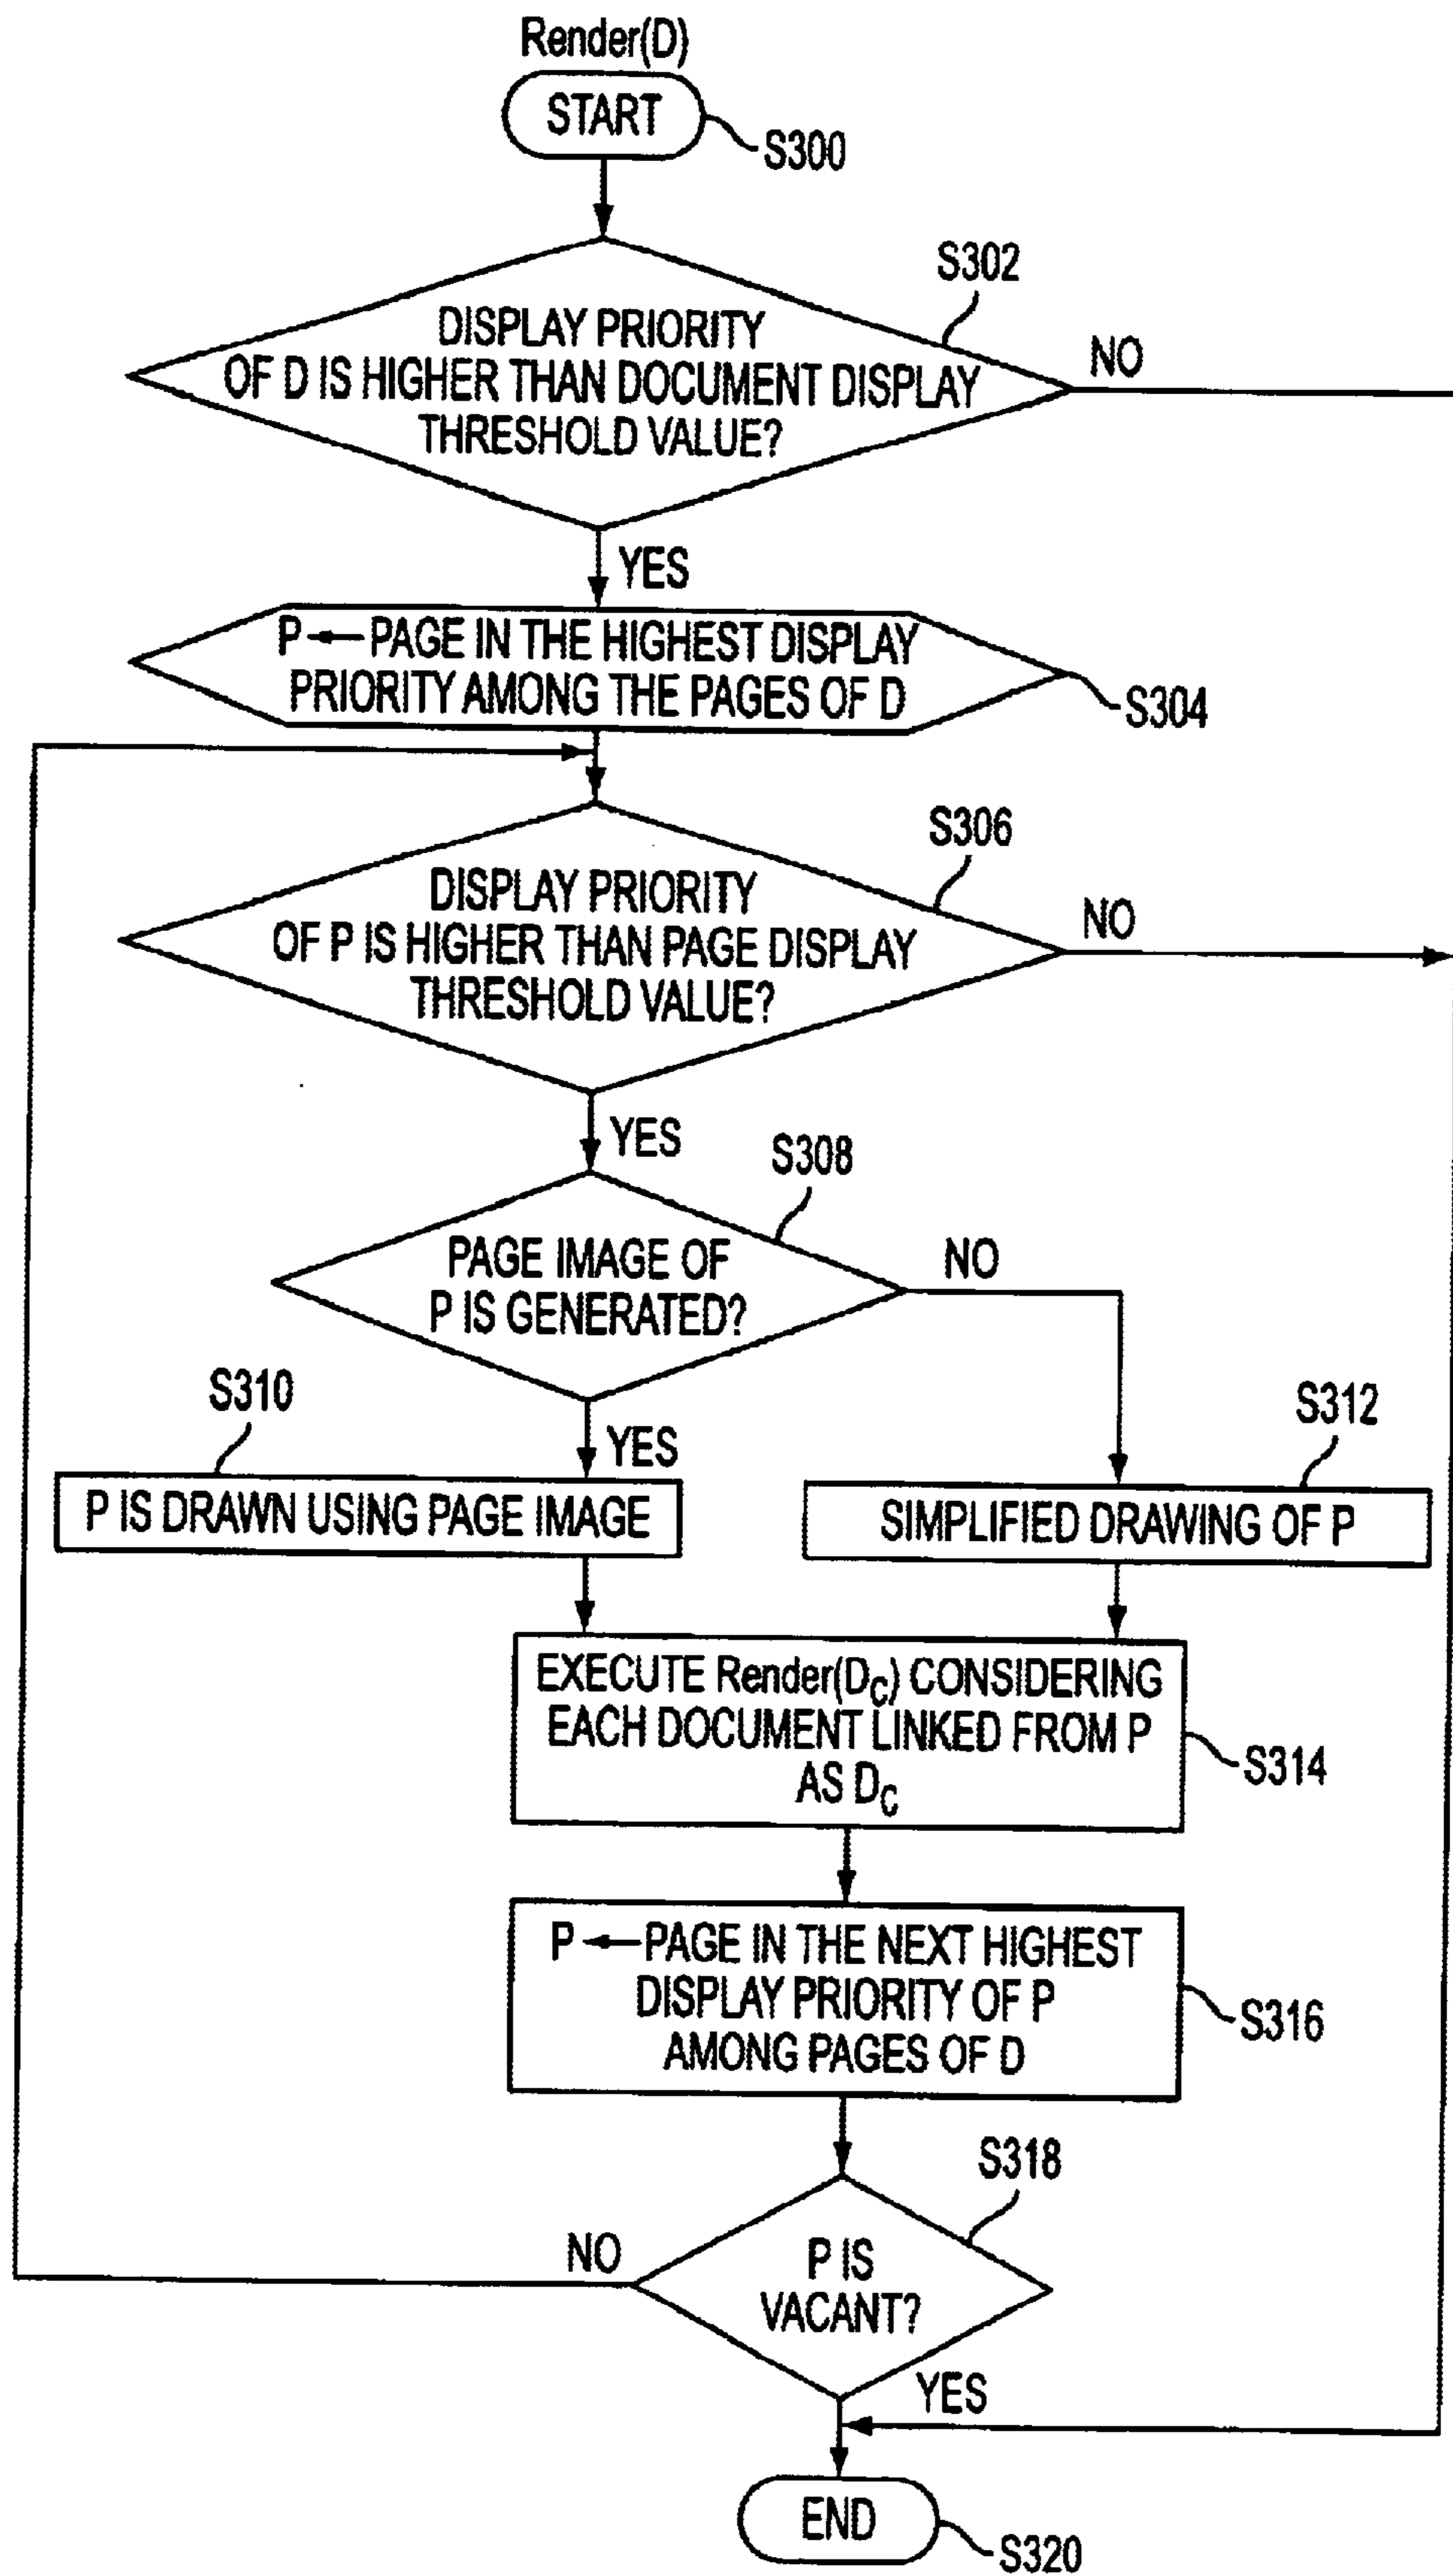 Render(D)
START
S300
S302
DISPLAY PRIORITY
OF D IS HIGHER THAN DOCUMENT DISPLAY
THRESHOLD VALUE?
NO
YES
P ← PAGE IN THE HIGHEST DISPLAY
PRIORITY AMONG THE PAGES OF D
S304
S306
DISPLAY PRIORITY
OF P IS HIGHER THAN PAGE DISPLAY
THRESHOLD VALUE?
NO
YES
S308
PAGE IMAGE OF
P IS GENERATED?
NO
YES
S310
P IS DRAWN USING PAGE IMAGE
S312
SIMPLIFIED DRAWING OF P
EXECUTE Render(DC) CONSIDERING
EACH DOCUMENT LINKED FROM P
AS DC
S314
P ← PAGE IN THE NEXT HIGHEST
DISPLAY PRIORITY OF P
AMONG PAGES OF D
S316
S318
P IS
VACANT?
NO
YES
END
S320